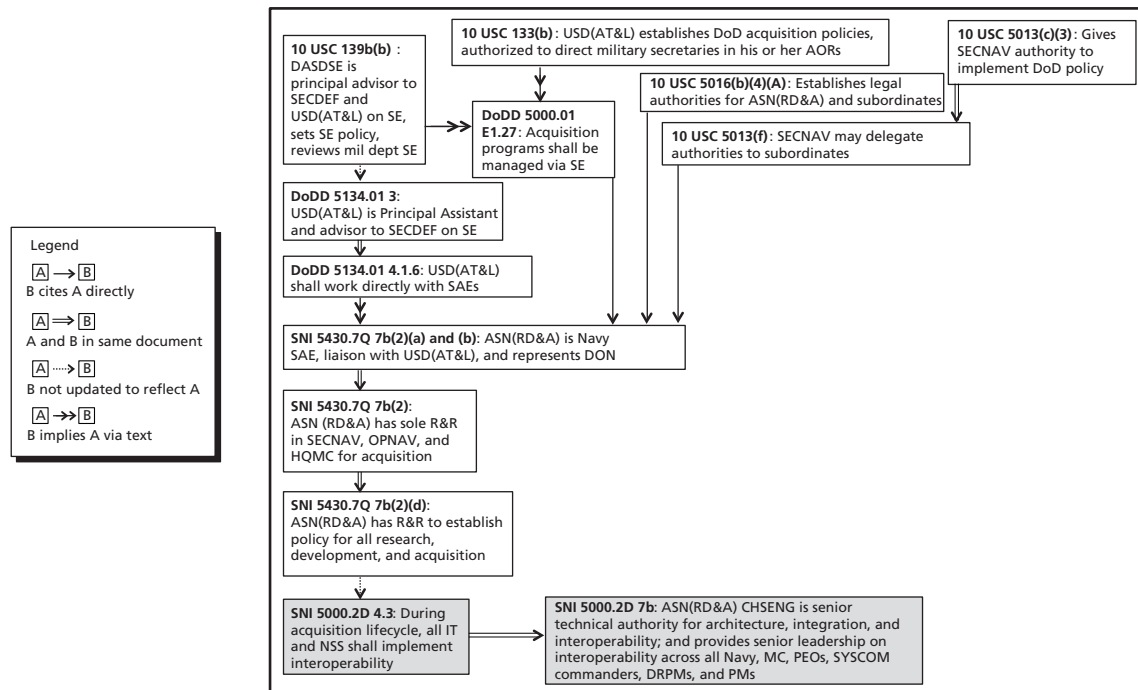 10 USC 133(b): USD(AT&L) establishes DoD acquisition policies,
authorized to direct military secretaries in his or her AORs
10 USC 5013(c)(3): Gives
SECNAV authority to
implement DoD policy
10 USC 139b(b) :
DASDSE is
principal advisor to
SECDEF and
USD(AT&L) on SE,
sets SE policy,
reviews mil dept SE
10 USC 5016(b)(4)(A): Establishes legal
authorities for ASN(RD&A) and subordinates
DoDD 5000.01
E1.27: Acquisition
programs shall be
managed via SE
10 USC 5013(f): SECNAV may delegate
authorities to subordinates
DoDD 5134.01 3:
USD(AT&L) is Principal Assistant
and advisor to SECDEF on SE
DoDD 5134.01 4.1.6: USD(AT&L)
shall work directly with SAEs
SNI 5430.7Q 7b(2)(a) and (b): ASN(RD&A) is Navy
SAE, liaison with USD(AT&L), and represents DON
SNI 5430.7Q 7b(2):
ASN (RD&A) has sole R&R
in SECNAV, OPNAV, and
HQMC for acquisition
SNI 5430.7Q 7b(2)(d):
ASN(RD&A) has R&R to establish
policy for all research,
development, and acquisition
SNI 5000.2D 4.3: During
acquisition lifecycle, all IT
and NSS shall implement
interoperability
SNI 5000.2D 7b: ASN(RD&A) CHSENG is senior
technical authority for architecture, integration, and
interoperability; and provides senior leadership on
interoperability across all Navy, MC, PEOs, SYSCOM
commanders, DRPMs, and PMs
Legend
A B
B cites A directly
A B
A and B in same document
A B
B not updated to reflect A
A B
B implies A via text